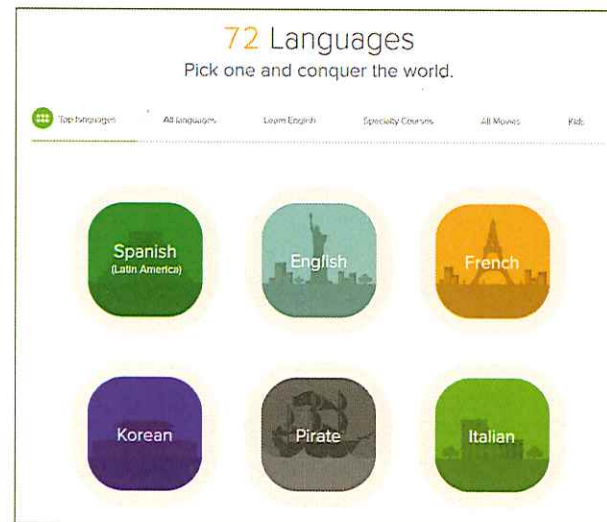 72 Languages
Pick one and conquer the world.
Top languages All languages Learn English Specialty Courses All Movies Kids
Spanish English French
(Latin America)
Korean Pirate Italian